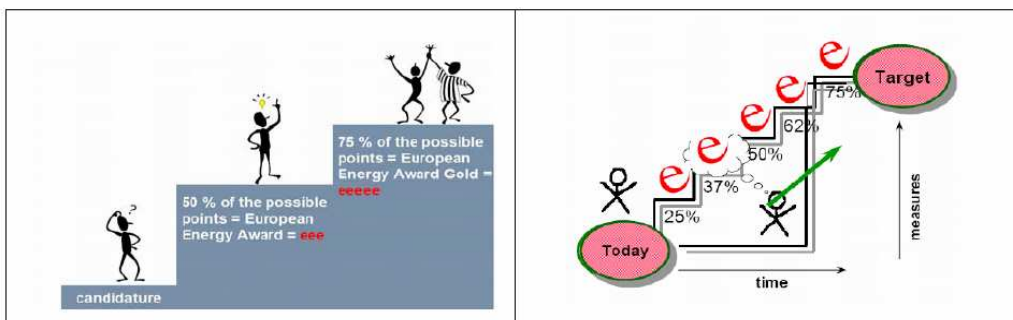 candidature
50 % of the possible
points = European
Energy Award = eee
?
75 % of the possible
points = European
Energy Award Gold =
eeeee
Today
25%
e
37%
e
50%
e
62%
e
75%
e
Target
time
measures